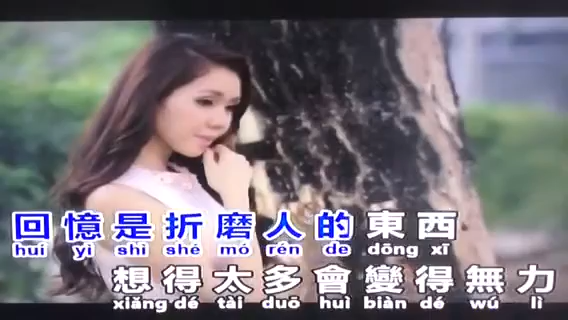 回憶是折磨人的東西
huí yì shì shé mó rén de dōng xī
想得太多會變得無力
xiǎng dé tài duō huì biàn dé wú lì